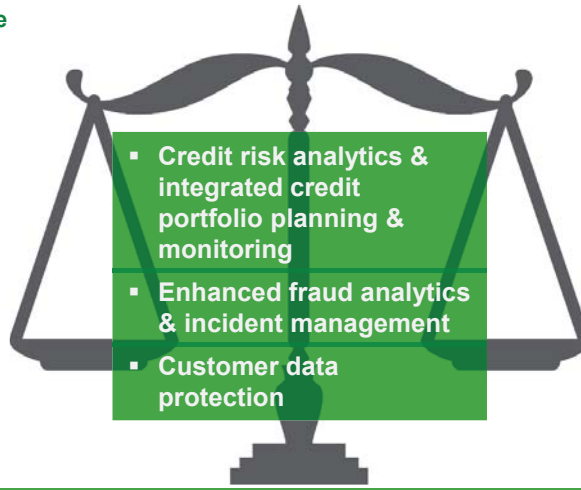 e
▪ Credit risk analytics &
integrated credit
portfolio planning &
monitoring
▪ Enhanced fraud analytics
& incident management
▪ Customer data
protection